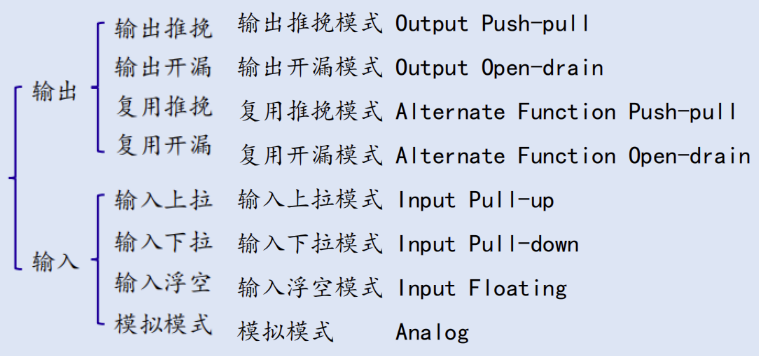 输出
输出推挽 输出推挽模式 Output Push-pull
输出开漏 输出开漏模式 Output Open-drain
复用推挽 复用推挽模式 Alternate Function Push-pull
复用开漏 复用开漏模式 Alternate Function Open-drain
输入
输入上拉 输入上拉模式 Input Pull-up
输入下拉 输入下拉模式 Input Pull-down
输入浮空 输入浮空模式 Input Floating
模拟模式 模拟模式 Analog